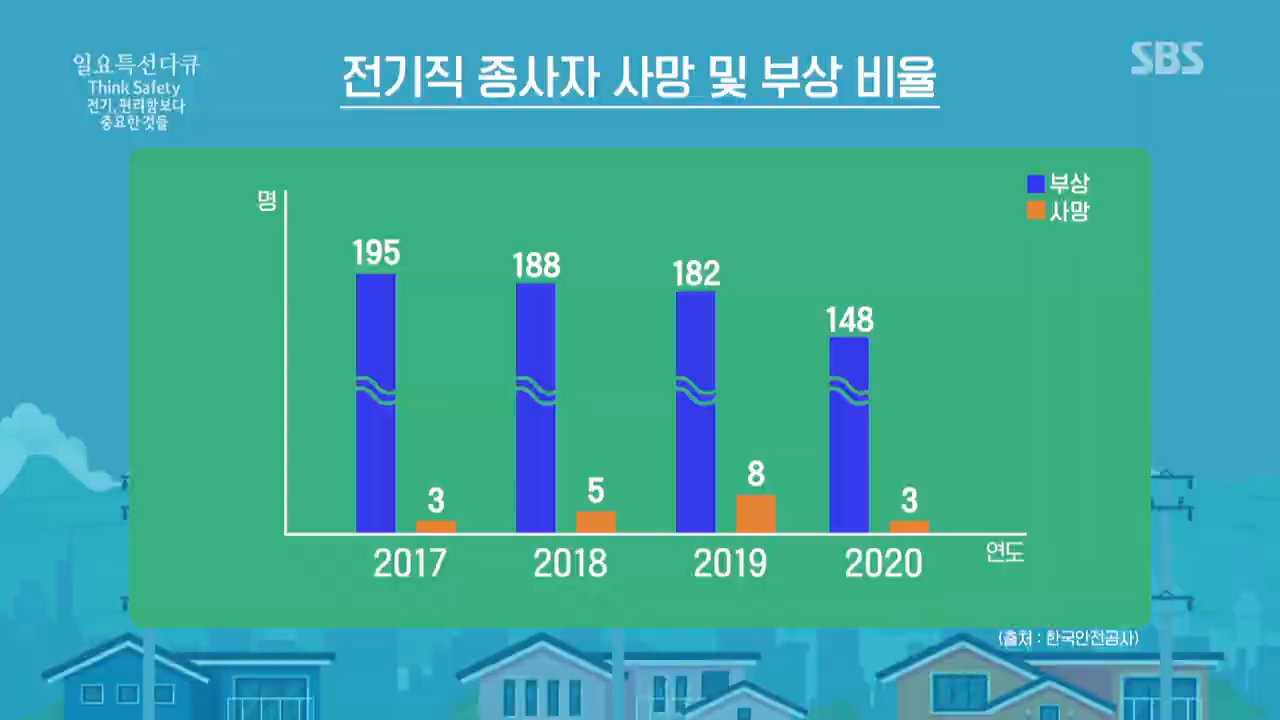 일요특선다큐
Think Safety
전기, 편리함보다
중요한 것들
전기직 종사자 사망 및 부상 비율
SBS
부상
사망
명
195
188
182
148
3
5
8
3
2017
2018
2019
2020
연도
(출처 : 한국안전공사)